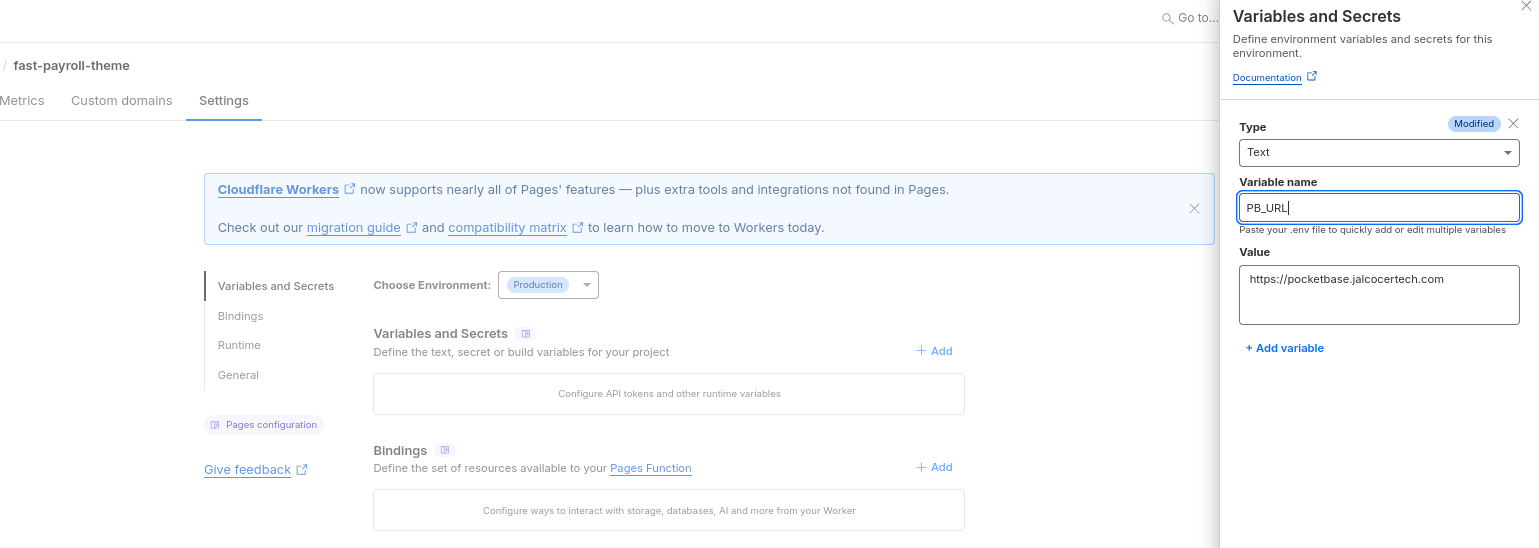 Go to...
/ fast-payroll-theme
Metrics
Custom domains
Settings
Cloudflare Workers now supports nearly all of Pages' features — plus extra tools and integrations not found in Pages.
Check out our migration guide and compatibility matrix to learn how to move to Workers today.
Variables and Secrets
Bindings
Runtime
General
Pages configuration
Give feedback
Choose Environment: Production
Variables and Secrets
Define the text, secret or build variables for your project
+ Add
Configure API tokens and other runtime variables
Bindings
Define the set of resources available to your Pages Function
+ Add
Configure ways to interact with storage, databases, AI and more from your Worker
Variables and Secrets
Define environment variables and secrets for this
environment.
Documentation
Type
Modified
Text
Variable name
PB_URL
Paste your .env file to quickly add or edit multiple variables
Value
https://pocketbase.jalcocertech.com
+ Add variable